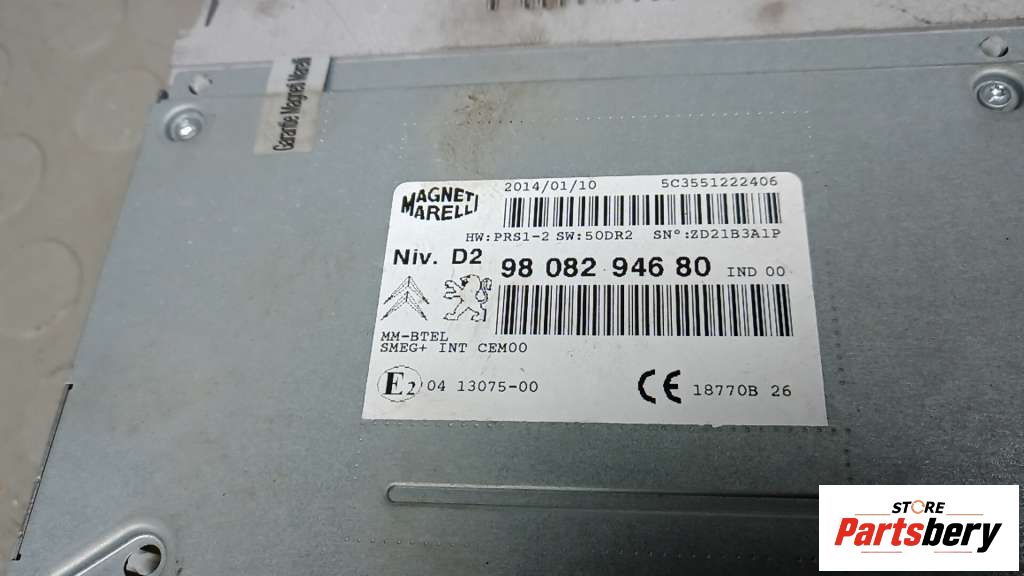 Garantie Magneti Marelli
MAGNETI MARELLI
2014/01/10 5C3551222406
HW:PRS1-2 SW:50DR2 SN°:ZD21B3A1P
Niv. D2 98 082 946 80 IND 00
MM-BTEL
SMEG+ INT CEM00
E2 04 13075-00 CE 18770B 26
STORE
Partsbery